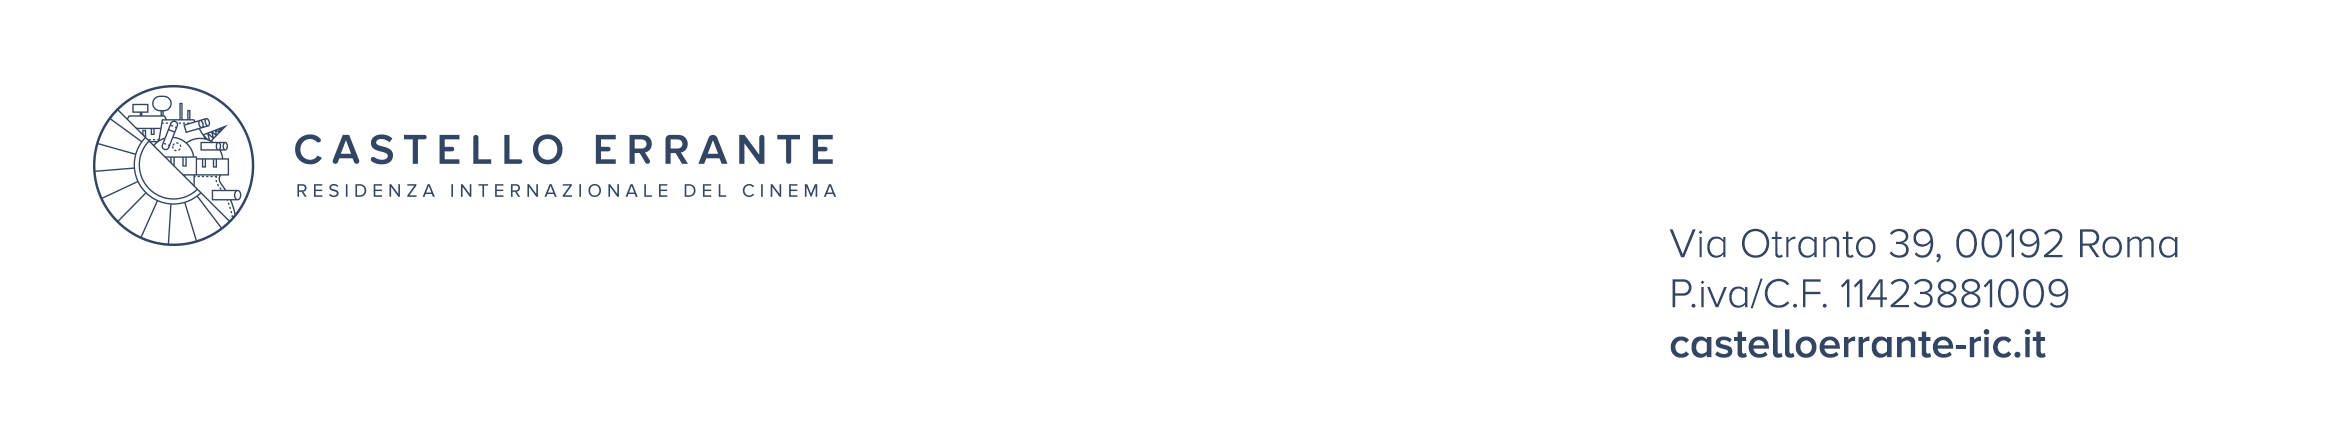 CASTELLO ERRANTE
RESIDENZA INTERNAZIONALE DEL CINEMA
Via Otranto 39, 00192 Roma
P.iva/C.F. 11423881009
castelloerrante-ric.it